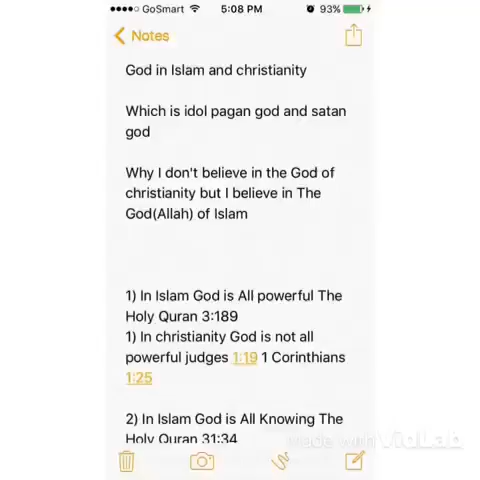 GoSmart 5:08 PM 93%
Notes
God in Islam and christianity
Which is idol pagan god and satan
god
Why I don't believe in the God of
christianity but I believe in The
God(Allah) of Islam
1) In Islam God is All powerful The
Holy Quran 3:189
1) In christianity God is not all
powerful judges 1:19 1 Corinthians
1:25
2) In Islam God is All Knowing The
Holy Quran 31:34
Made with VidLab